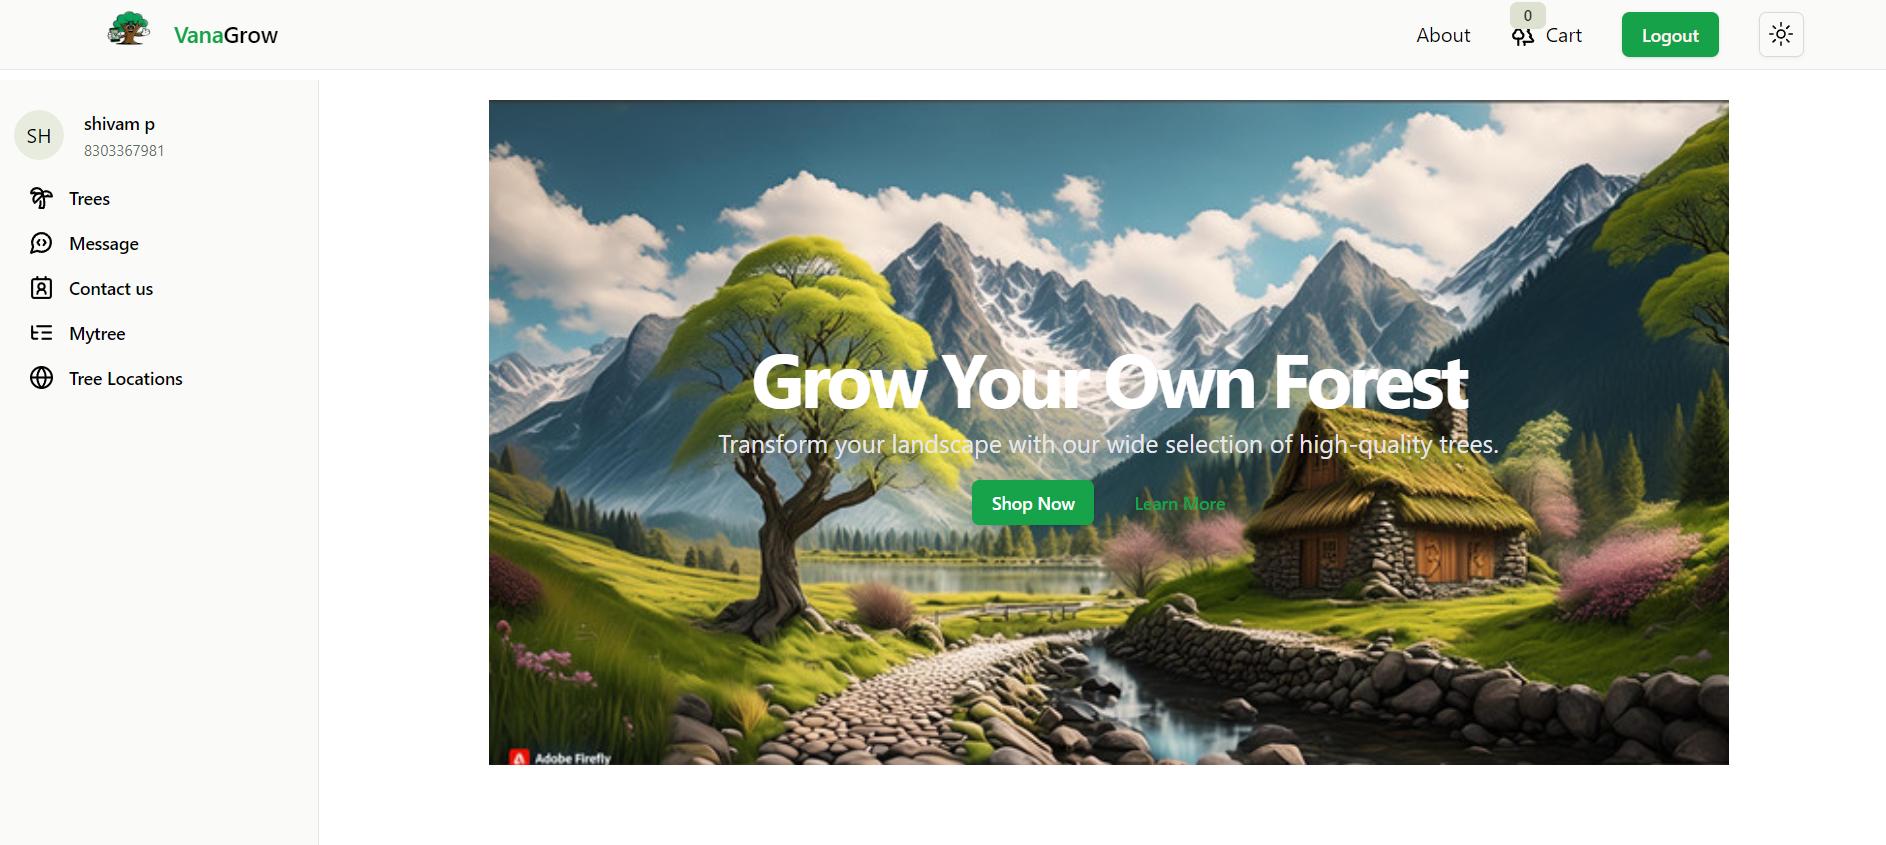 VanaGrow
About
0
Cart
Logout
SH
shivam p
8303367981
Trees
Message
Contact us
Mytree
Tree Locations
Grow Your Own Forest
Transform your landscape with our wide selection of high-quality trees.
Shop Now
Learn More
Adobe Firefly